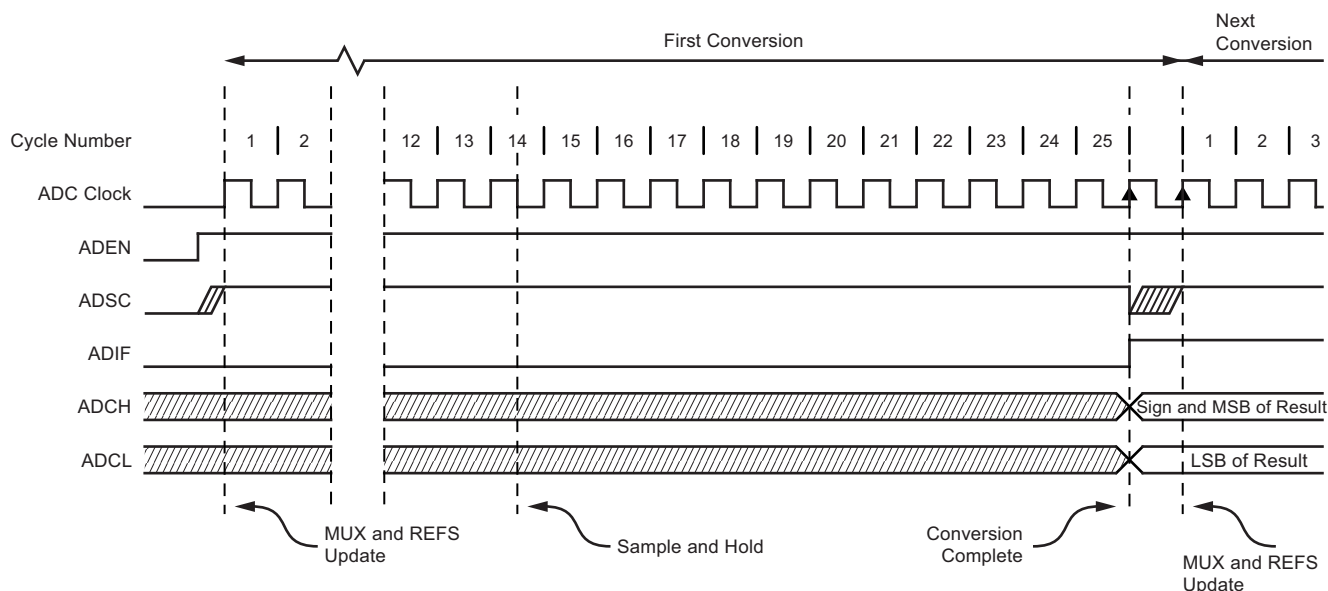 Next
Conversion
First Conversion
Cycle Number 1 2 12 13 14 15 16 17 18 19 20 21 22 23 24 25 1 2 3
ADC Clock
ADEN
ADSC
ADIF
ADCH Sign and MSB of Result
ADCL LSB of Result
MUX and REFS
Update
Sample and Hold
Conversion
Complete
MUX and REFS
Update